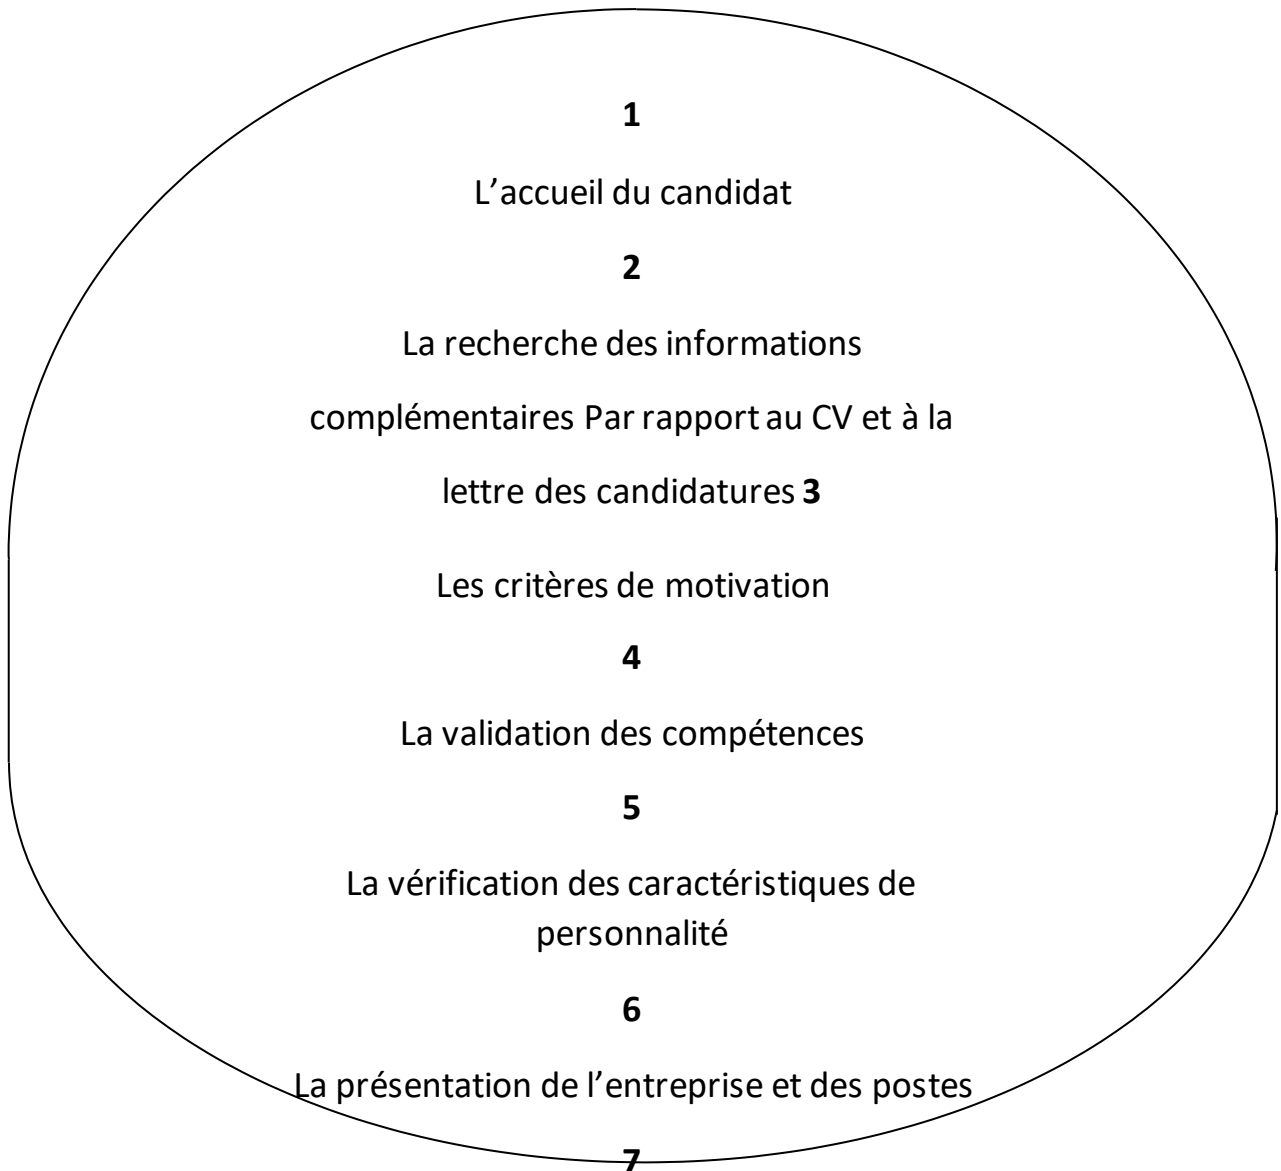 1
L’accueil du candidat
2
La recherche des informations
complémentaires Par rapport au CV et à la
lettre des candidatures 3
Les critères de motivation
4
La validation des compétences
5
La vérification des caractéristiques de
personnalité
6
La présentation de l’entreprise et des postes
7